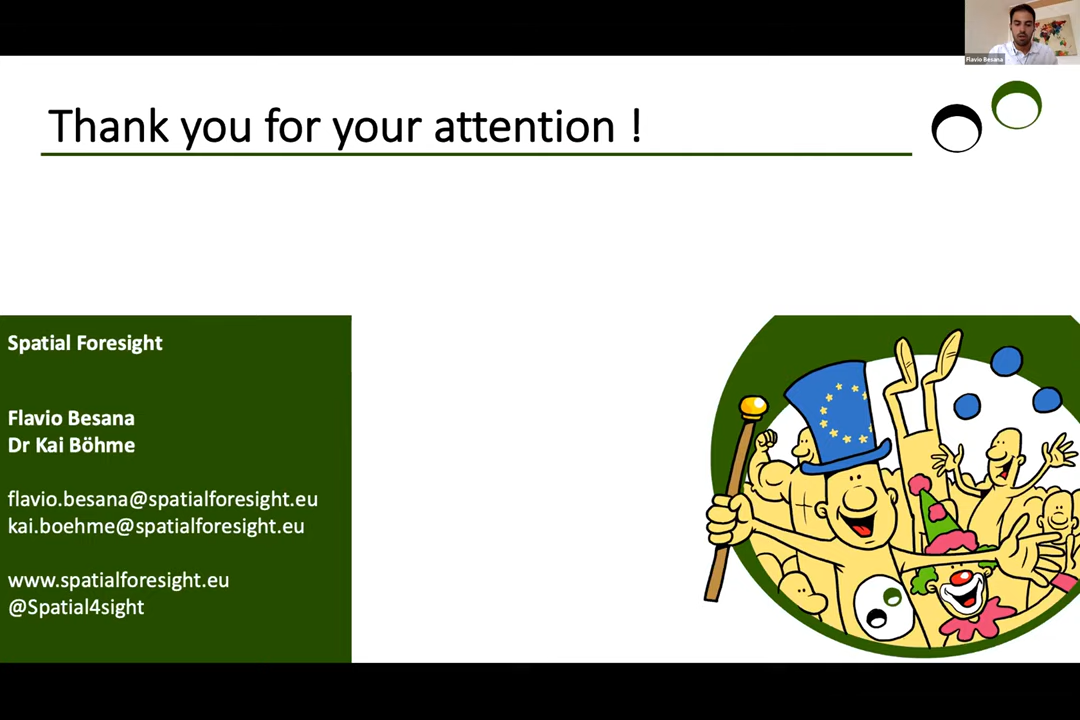 Flavio Besana
Thank you for your attention !
Spatial Foresight
Flavio Besana
Dr Kai Böhme
flavio.besana@spatialforesight.eu
kai.boehme@spatialforesight.eu
www.spatialforesight.eu
@Spatial4sight